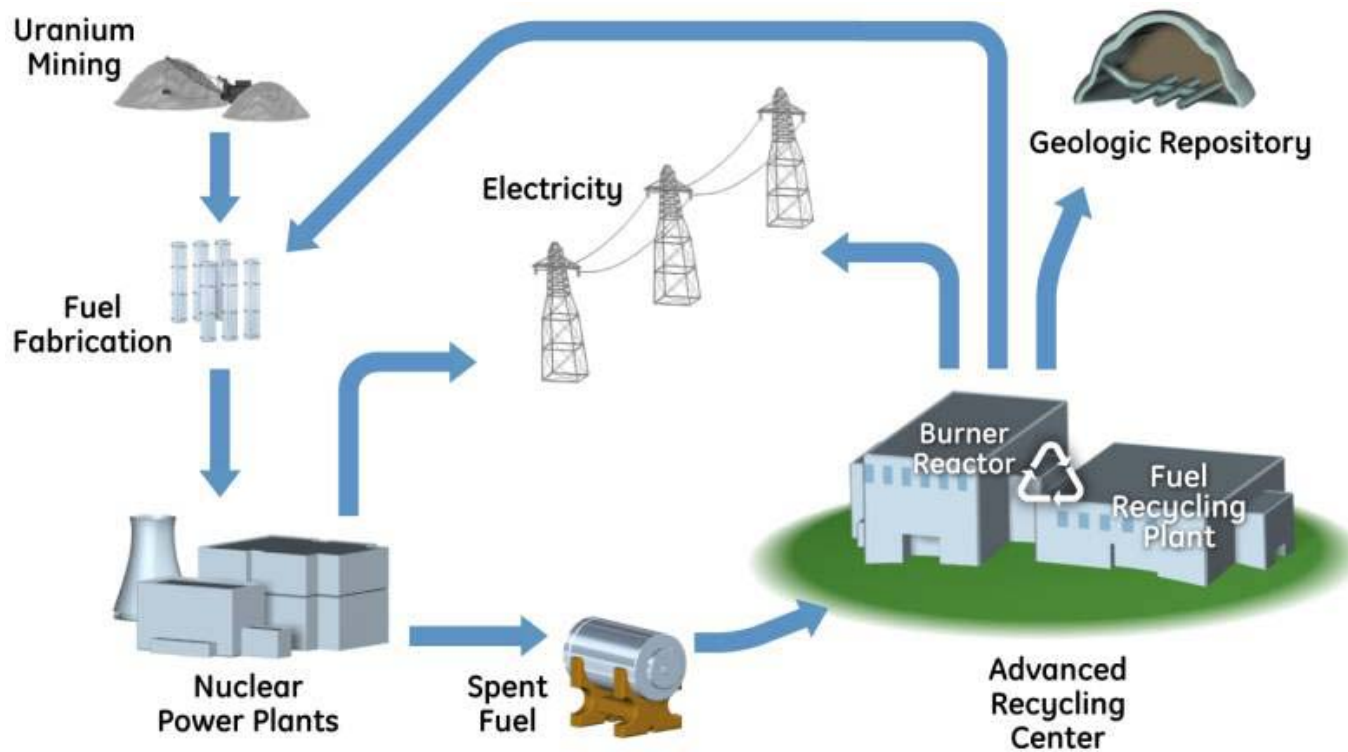 Uranium
Mining
Geologic Repository
Electricity
Fuel
Fabrication
Burner
Reactor
Fuel
Recycling
Plant
Nuclear
Power Plants
Spent
Fuel
Advanced
Recycling
Center